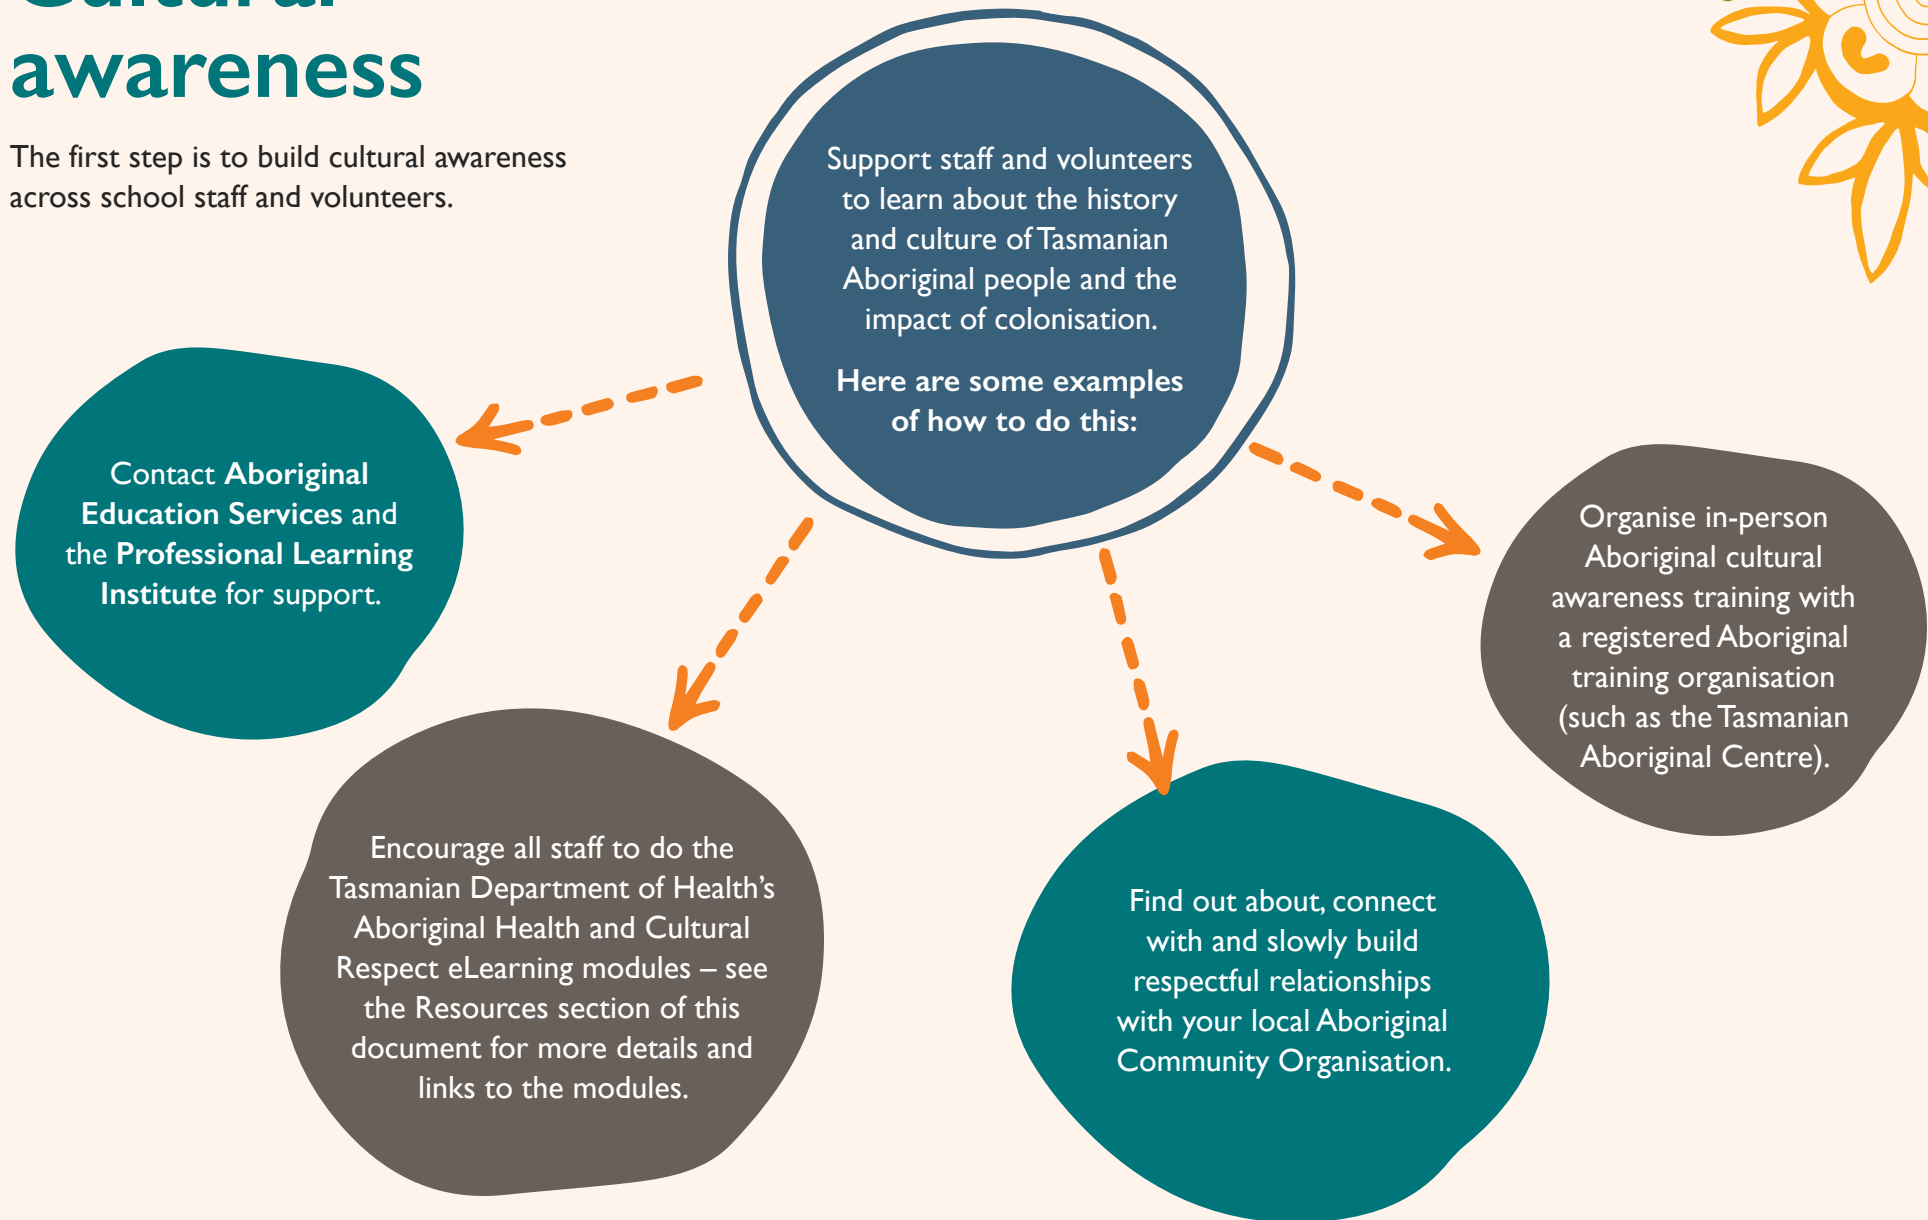 Cultural
awareness
The first step is to build cultural awareness
across school staff and volunteers.
Support staff and volunteers
to learn about the history
and culture of Tasmanian
Aboriginal people and the
impact of colonisation.
Here are some examples
of how to do this:
Contact Aboriginal
Education Services and
the Professional Learning
Institute for support.
Encourage all staff to do the
Tasmanian Department of Health’s
Aboriginal Health and Cultural
Respect eLearning modules – see
the Resources section of this
document for more details and
links to the modules.
Find out about, connect
with and slowly build
respectful relationships
with your local Aboriginal
Community Organisation.
Organise in-person
Aboriginal cultural
awareness training with
a registered Aboriginal
training organisation
(such as the Tasmanian
Aboriginal Centre).